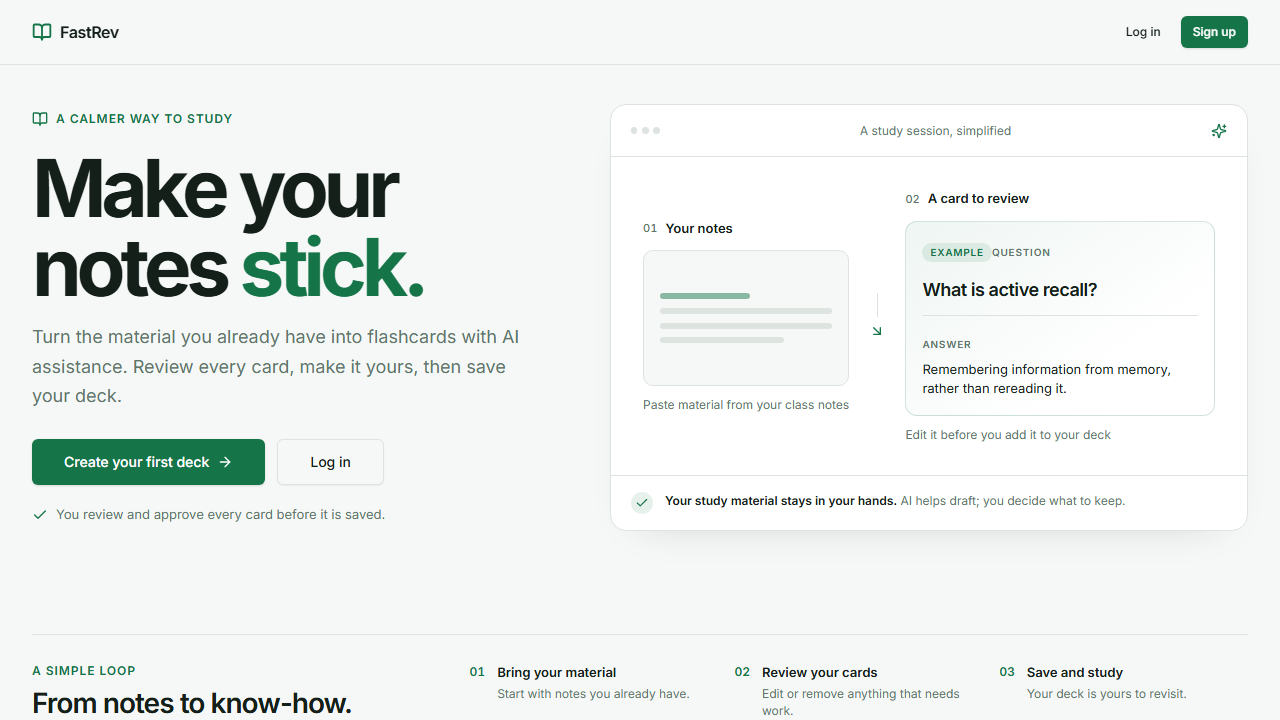 FastRev
Log in
Sign up
A CALMER WAY TO STUDY
Make your
notes stick.
Turn the material you already have into flashcards with AI
assistance. Review every card, make it yours, then save
your deck.
Create your first deck
Log in
You review and approve every card before it is saved.
A study session, simplified
01 Your notes
Paste material from your class notes
02 A card to review
EXAMPLE QUESTION
What is active recall?
ANSWER
Remembering information from memory,
rather than rereading it.
Edit it before you add it to your deck
Your study material stays in your hands. AI helps draft; you decide what to keep.
A SIMPLE LOOP
From notes to know-how.
01 Bring your material
Start with notes you already have.
02 Review your cards
Edit or remove anything that needs
work.
03 Save and study
Your deck is yours to revisit.